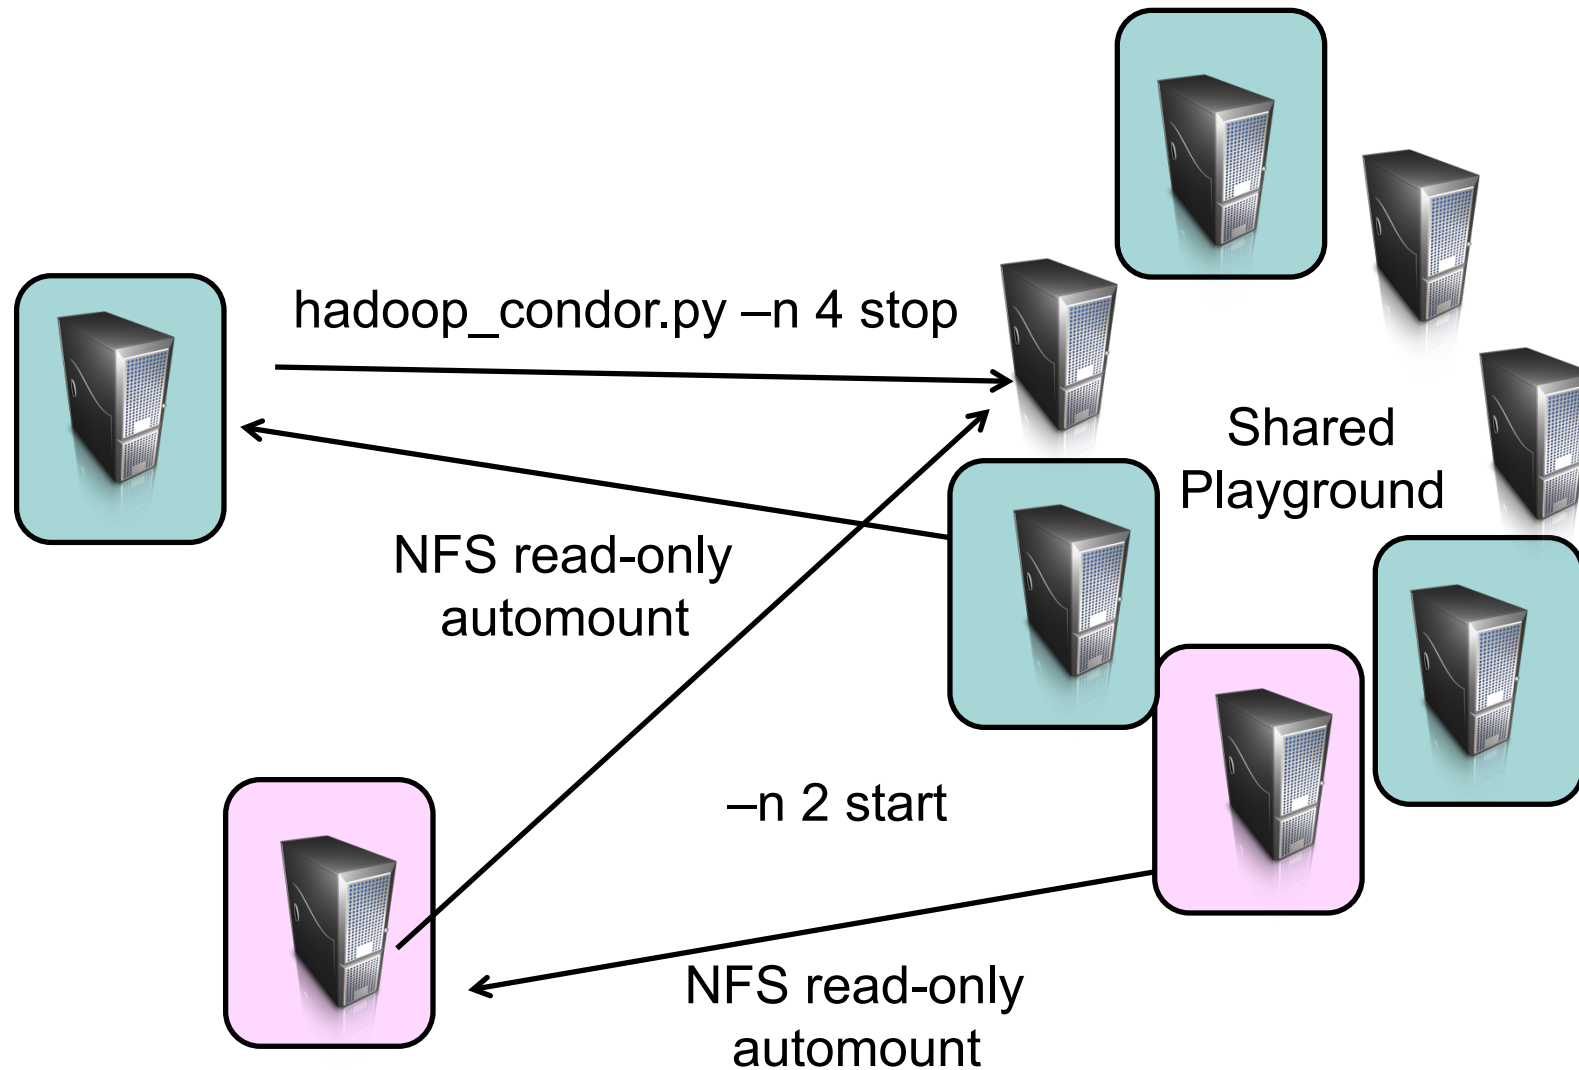 hadoop_condor.py –n 4 stop
Shared
Playground
NFS read-only
automount
–n 2 start
NFS read-only
automount